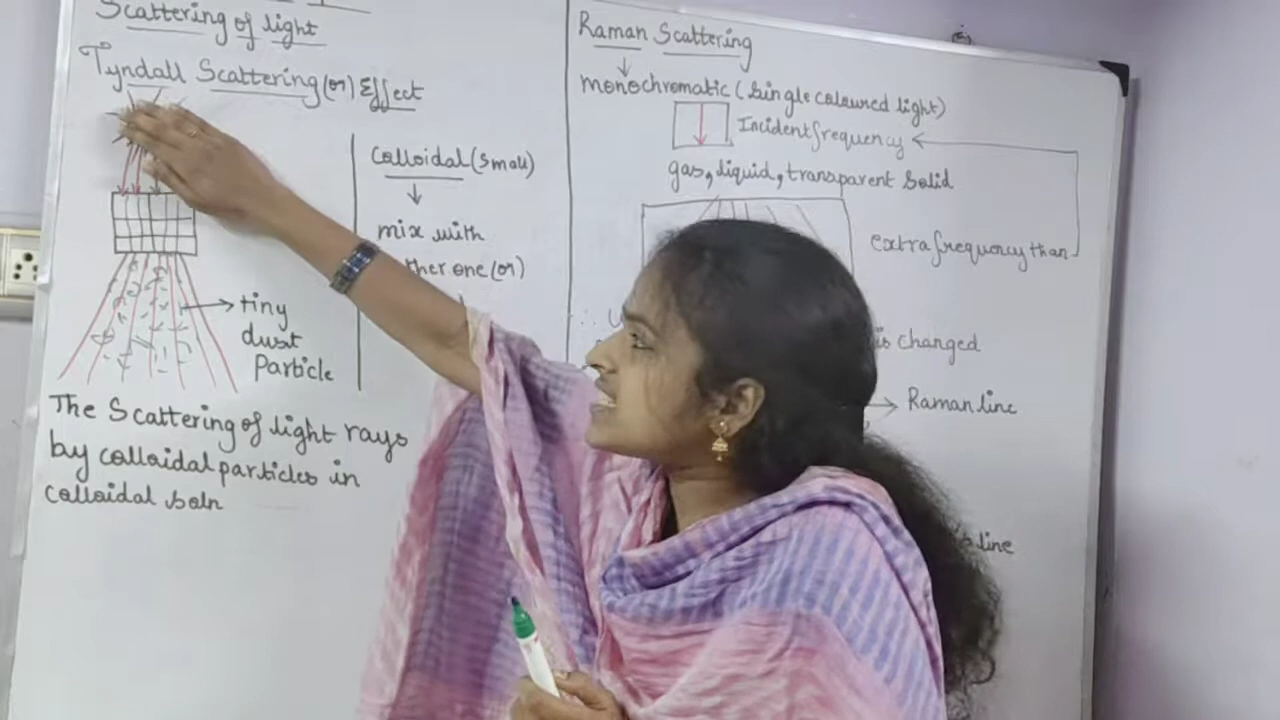 Scattering of light
Tyndall Scattering (or) Effect
tiny
dust
Particle
The Scattering of light rays
by colloidal particles in
colloidal soln
Colloidal (Small)
mix with
other one (or)
Raman Scattering
monochromatic (Single coloured light)
Incident frequency
gas, liquid, transparent Solid
extra frequency than
is changed
Raman line
line